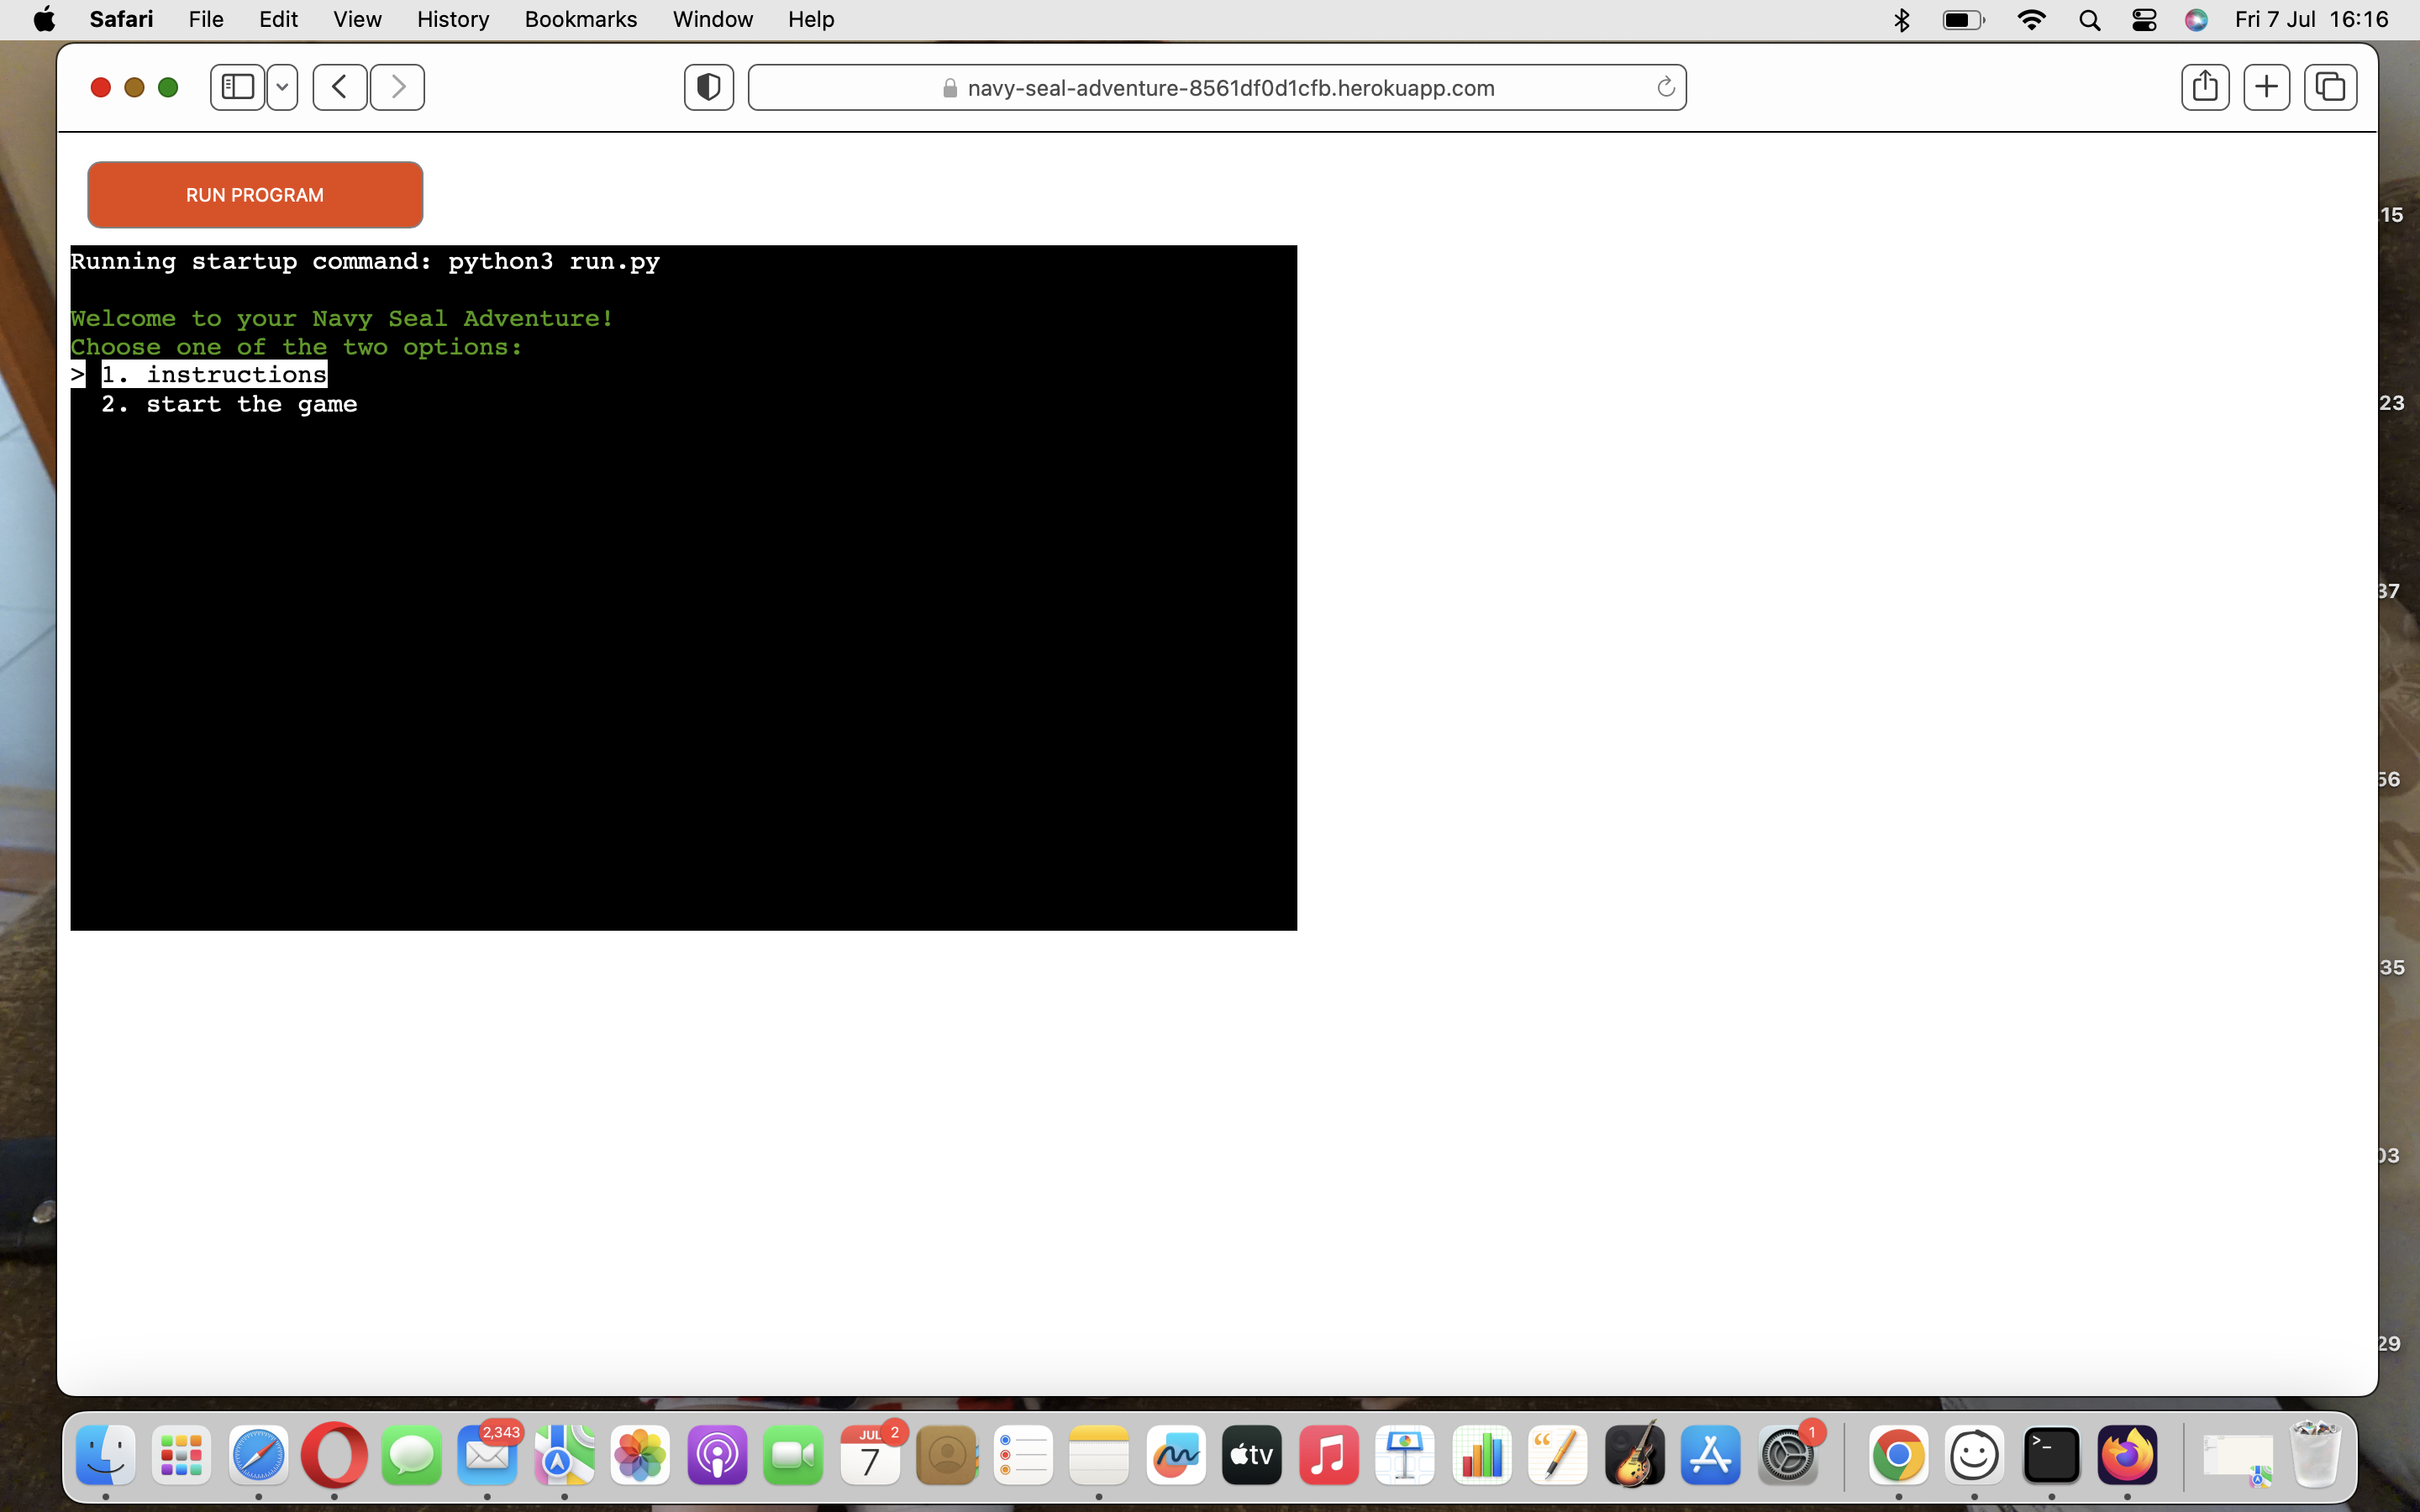 Safari File Edit View History Bookmarks Window Help Fri 7 Jul 16:16
navy-seal-adventure-8561df0d1cfb.herokuapp.com
RUN PROGRAM
Running startup command: python3 run.py
Welcome to your Navy Seal Adventure!
Choose one of the two options:
> 1. instructions
2. start the game
15
23
37
56
35
03
29
2,343
JUL 2
7
tv
1
>_